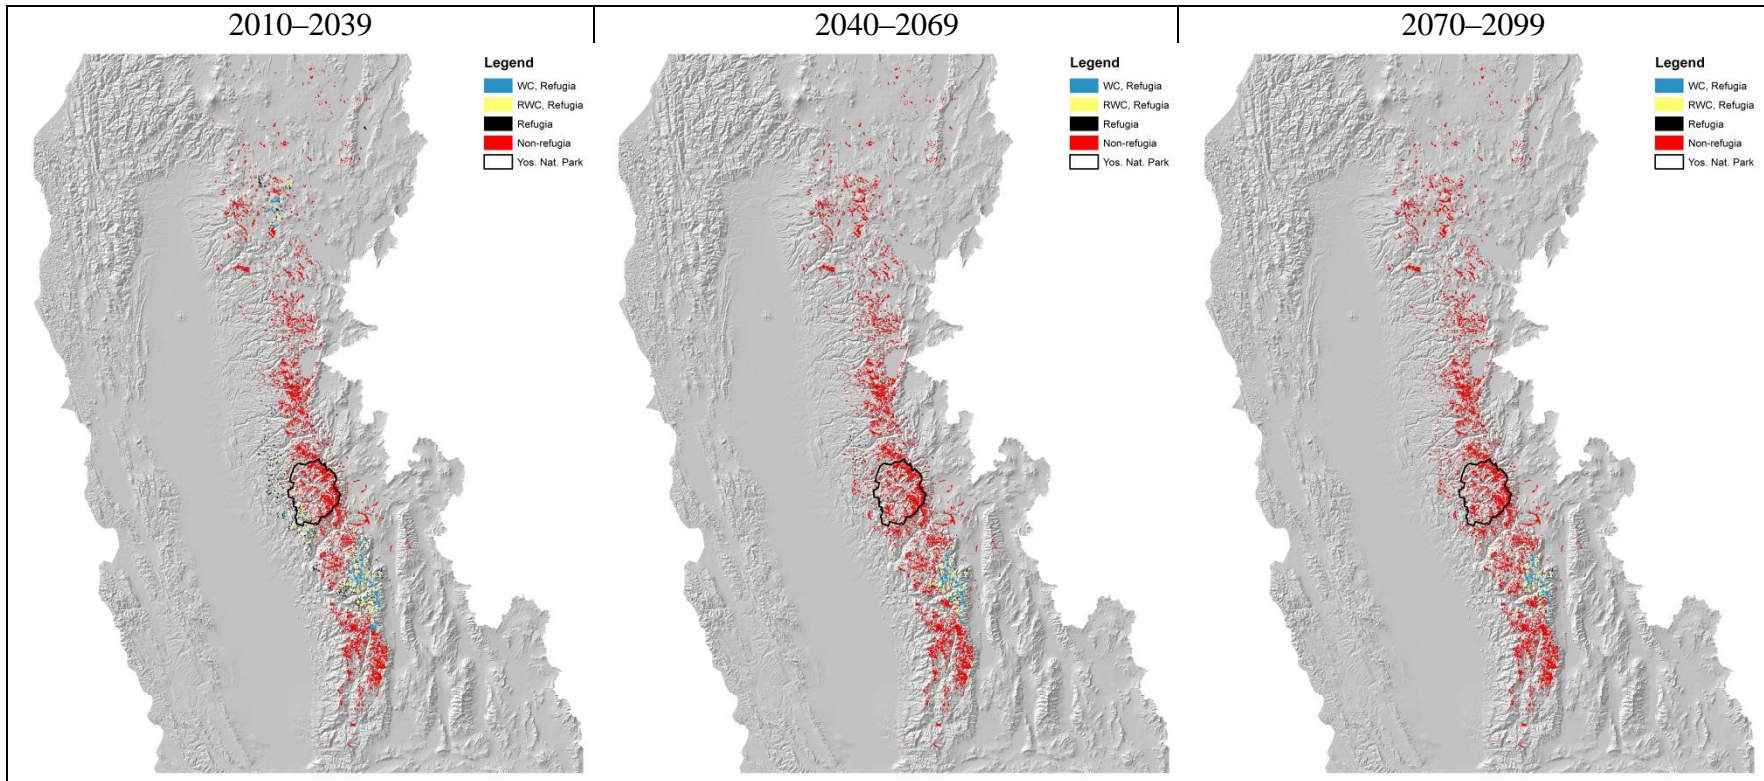 2010–2039
2040–2069
2070–2099
Legend
WC, Refugia
RWC, Refugia
Refugia
Non-refugia
Yos. Nat. Park
Legend
WC, Refugia
RWC, Refugia
Refugia
Non-refugia
Yos. Nat. Park
Legend
WC, Refugia
RWC, Refugia
Refugia
Non-refugia
Yos. Nat. Park